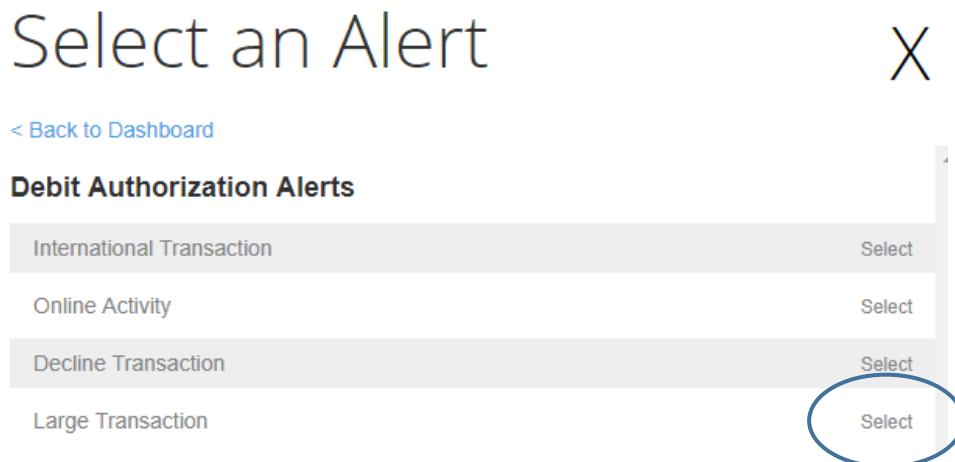 Select an Alert X
< Back to Dashboard
Debit Authorization Alerts
International Transaction Select
Online Activity Select
Decline Transaction Select
Large Transaction Select